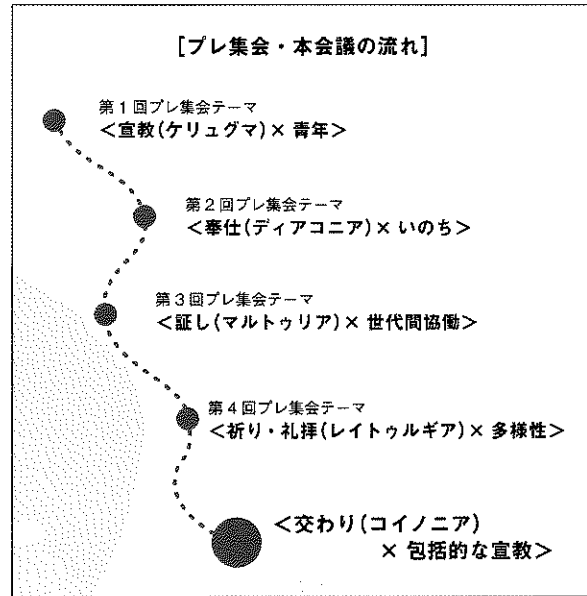 [プレ集会・本会議の流れ]
第1回プレ集会テーマ
<宣教(ケリュグマ)× 青年>
第2回プレ集会テーマ
<奉仕(ディアコニア)× いのち>
第3回プレ集会テーマ
<証し(マルトゥリア)× 世代間協働>
第4回プレ集会テーマ
<祈り・礼拝(レイトゥルギア)× 多様性>
<交わり(コイノニア)
× 包括的な宣教>